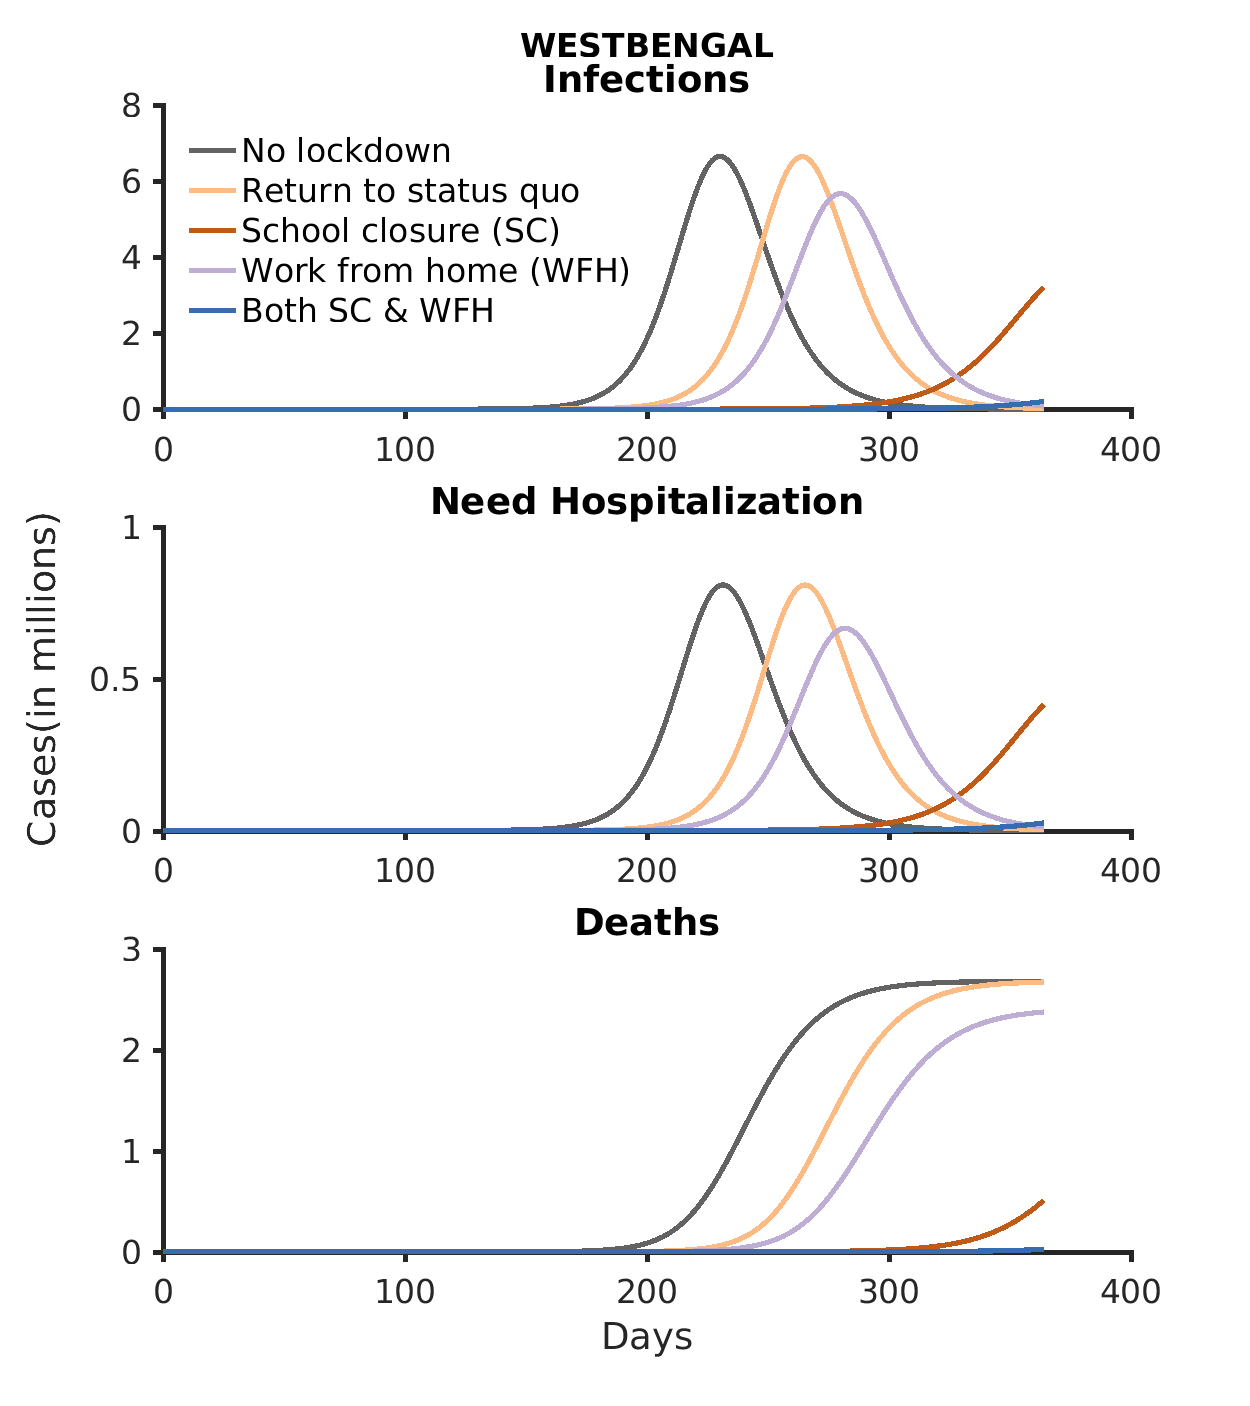 WESTBENGAL
Infections
8
6
4
2
0
No lockdown
Return to status quo
School closure (SC)
Work from home (WFH)
Both SC & WFH
0 100 200 300 400
Need Hospitalization
Cases(in millions)
1
0.5
0
0 100 200 300 400
Deaths
3
2
1
0
0 100 200 300 400
Days